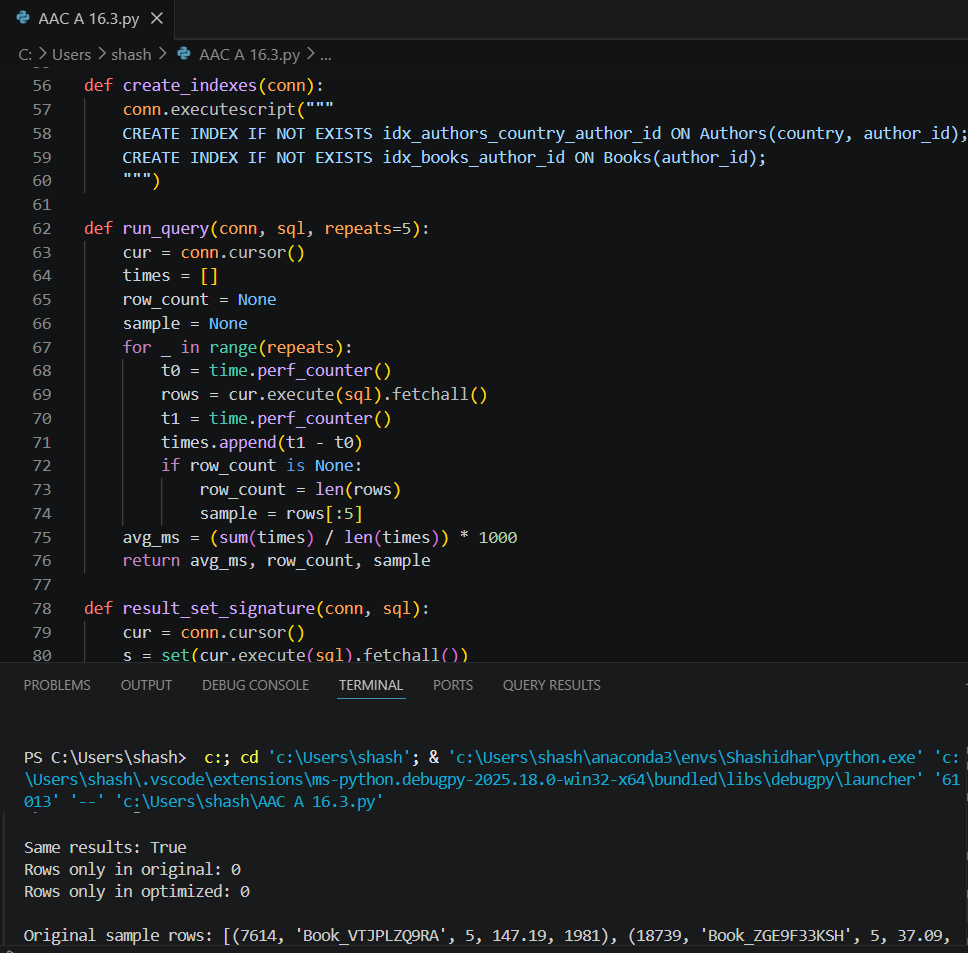 AAC A 16.3.py
C: > Users > shash > AAC A 16.3.py > ...
56 def create_indexes(conn):
57 conn.executescript("""
58 CREATE INDEX IF NOT EXISTS idx_authors_country_author_id ON Authors(country, author_id);
59 CREATE INDEX IF NOT EXISTS idx_books_author_id ON Books(author_id);
60 """)
61
62 def run_query(conn, sql, repeats=5):
63 cur = conn.cursor()
64 times = []
65 row_count = None
66 sample = None
67 for _ in range(repeats):
68 t0 = time.perf_counter()
69 rows = cur.execute(sql).fetchall()
70 t1 = time.perf_counter()
71 times.append(t1 - t0)
72 if row_count is None:
73 row_count = len(rows)
74 sample = rows[:5]
75 avg_ms = (sum(times) / len(times)) * 1000
76 return avg_ms, row_count, sample
77
78 def result_set_signature(conn, sql):
79 cur = conn.cursor()
80 s = set(cur.execute(sql).fetchall())
PROBLEMS OUTPUT DEBUG CONSOLE TERMINAL PORTS QUERY RESULTS
PS C:\Users\shash> c:; cd 'c:\Users\shash'; & 'c:\Users\shash\anaconda3\envs\Shashidhar\python.exe' 'c:
\Users\shash\.vscode\extensions\ms-python.debugpy-2025.18.0-win32-x64\bundled\libs\debugpy\launcher' '61
013' '--' 'c:\Users\shash\AAC A 16.3.py'
Same results: True
Rows only in original: 0
Rows only in optimized: 0
Original sample rows: [(7614, 'Book_VTJPLZQ9RA', 5, 147.19, 1981), (18739, 'Book_ZGE9F33KSH', 5, 37.09,